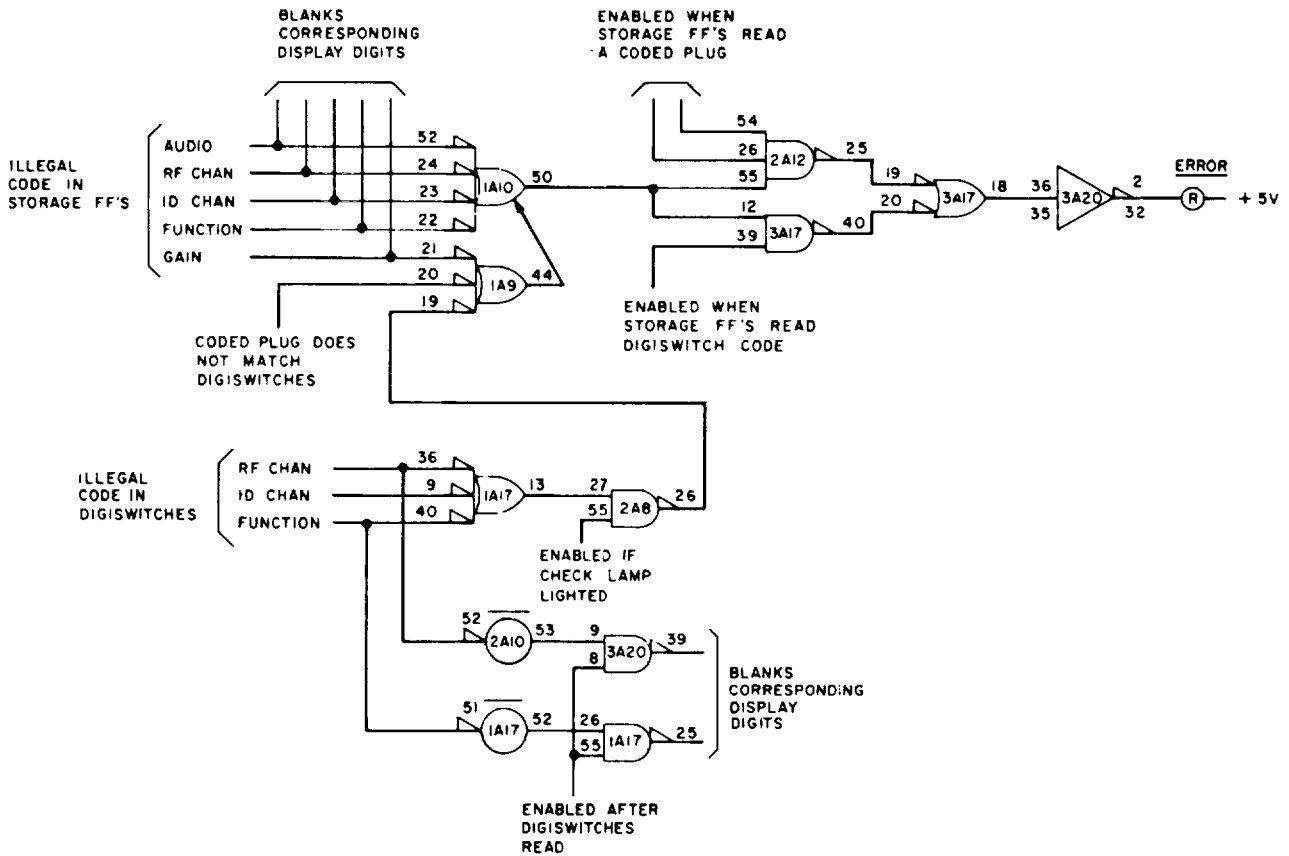 BLANKS
CORRESPONDING
DISPLAY DIGITS
ENABLED WHEN
STORAGE FF'S READ
A CODED PLUG
ILLEGAL
CODE IN
STORAGE FF'S
AUDIO
RF CHAN
ID CHAN
FUNCTION
GAIN
52
24
23
22
21
20
19
1A10
50
1A9
44
54
26
55
2A12
25
12
39
3A17
40
19
20
3A17
18
36
35
3A20
2
32
ERROR
R
+ 5V
CODED PLUG DOES
NOT MATCH
DIGISWITCHES
ENABLED WHEN
STORAGE FF'S READ
DIGISWITCH CODE
ILLEGAL
CODE IN
DIGISWITCHES
RF CHAN
ID CHAN
FUNCTION
36
9
40
1A17
13
27
55
2A8
26
ENABLED IF
CHECK LAMP
LIGHTED
52
2A10
53
9
8
3A20
39
51
1A17
52
26
55
1A17
25
BLANKS
CORRESPONDING
DISPLAY
DIGITS
ENABLED AFTER
DIGISWITCHES
READ